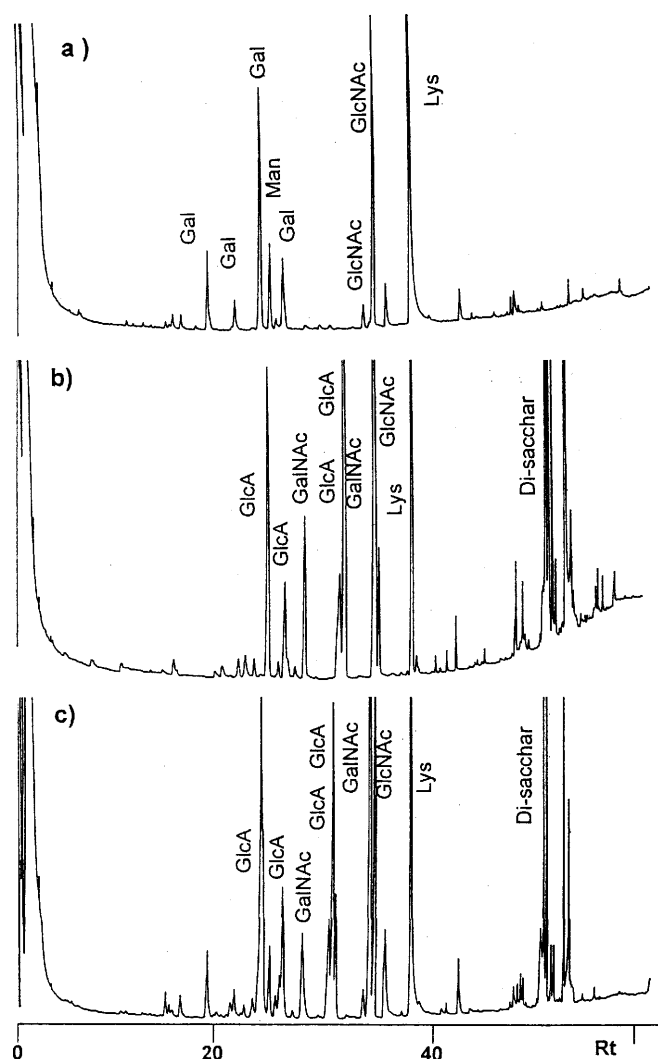 a )
Gal
Gal
Gal
Man
Gal
GlcNAc
GlcNAc
Lys
b)
GlcA
GlcA
GalNAc
GlcA
GlcA
GalNAc
GlcNAc
Lys
Di-sacchar
c)
GlcA
GlcA
GalNAc
GlcA
GlcA
GalNAc
GlcNAc
Lys
Di-sacchar
0 20 40 Rt